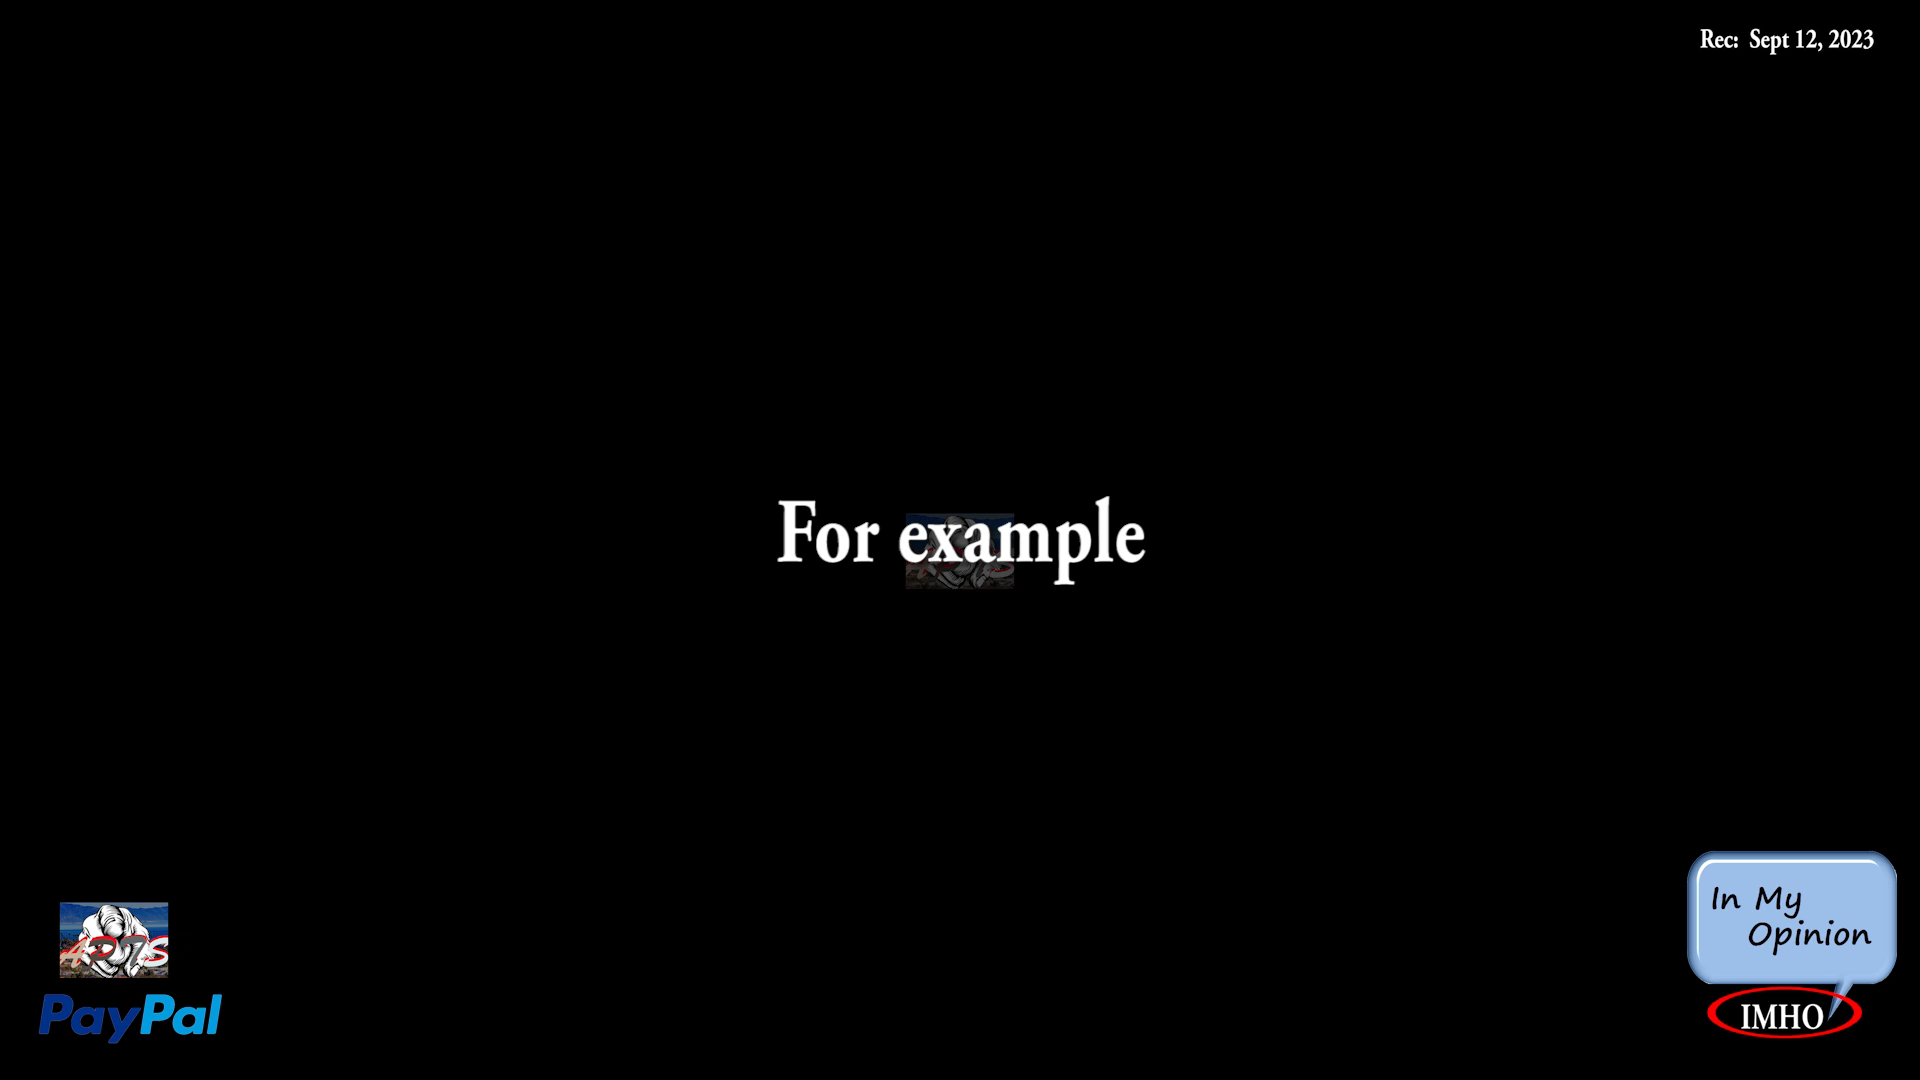 Rec: Sept 12, 2023
For example
In My
Opinion
IMHO
PayPal